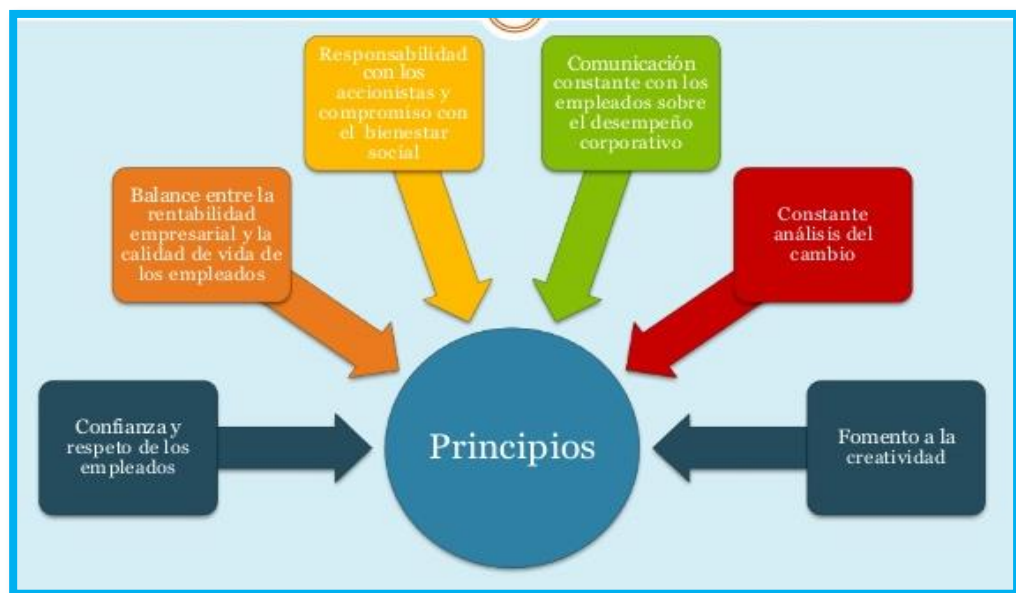 Responsabilidad
con los
accionistas y
compromiso con
el bienestar
social
Comunicación
constante con los
empleados sobre
el desempeño
corporativo
Balance entre la
rentabilidad
empresarial y la
calidad de vida de
los empleados
Constante
análisis del
cambio
Confianza y
respeto de los
empleados
Principios
Fomento a la
creatividad